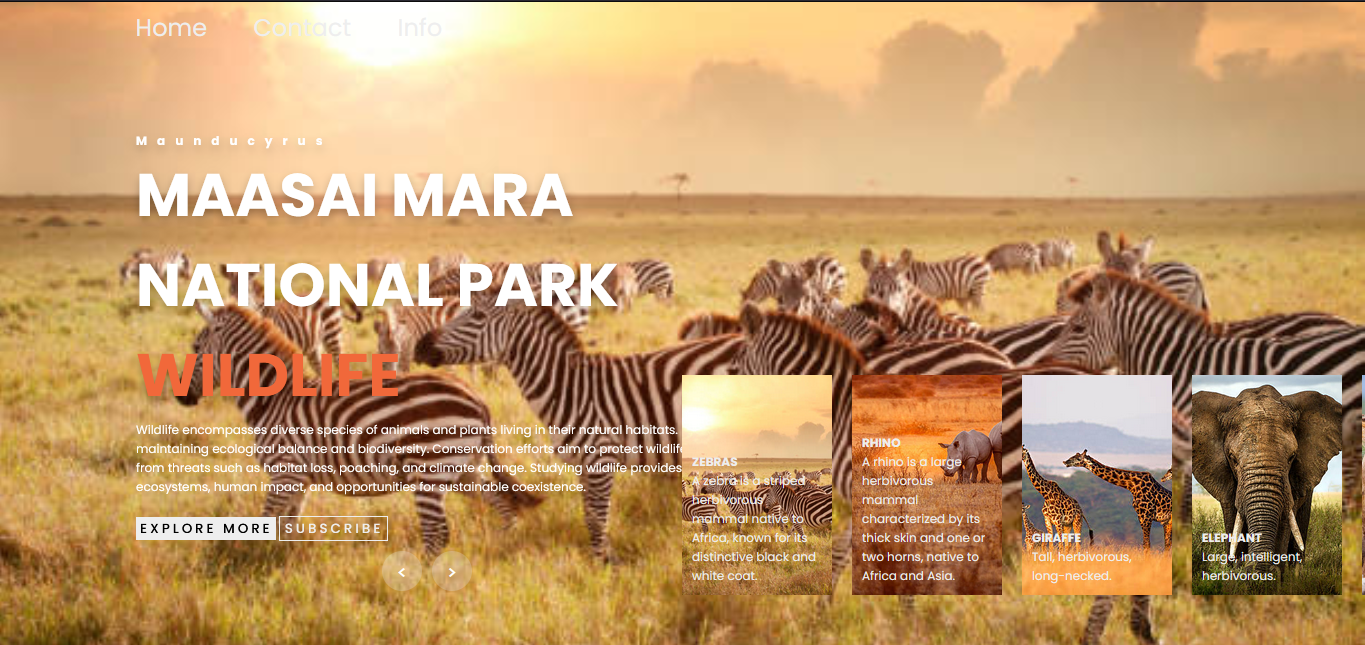 Home Contact Info
Maunducyrus
MAASAI MARA
NATIONAL PARK
WILDLIFE
Wildlife encompasses diverse species of animals and plants living in their natural habitats.
maintaining ecological balance and biodiversity. Conservation efforts aim to protect wildlife
from threats such as habitat loss, poaching, and climate change. Studying wildlife provides
ecosystems, human impact, and opportunities for sustainable coexistence.
EXPLORE MORE SUBSCRIBE
< >
ZEBRAS
A zebra is a striped
herbivorous
mammal native to
Africa, known for its
distinctive black and
white coat.
RHINO
A rhino is a large,
herbivorous
mammal
characterized by its
thick skin and one or
two horns, native to
Africa and Asia.
GIRAFFE
Tall, herbivorous,
long-necked.
ELEPHANT
Large, intelligent,
herbivorous.